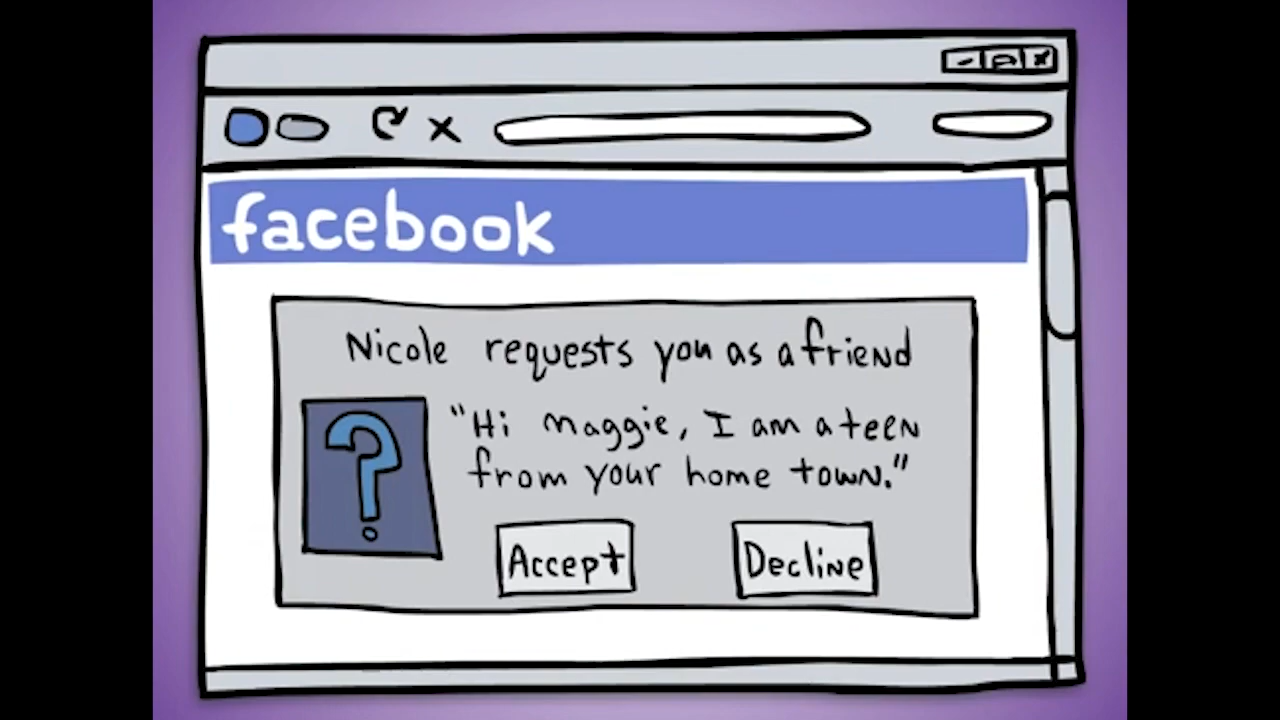 facebook
Nicole requests you as a friend
"Hi Maggie, I am a teen
from your home town."
Accept
Decline